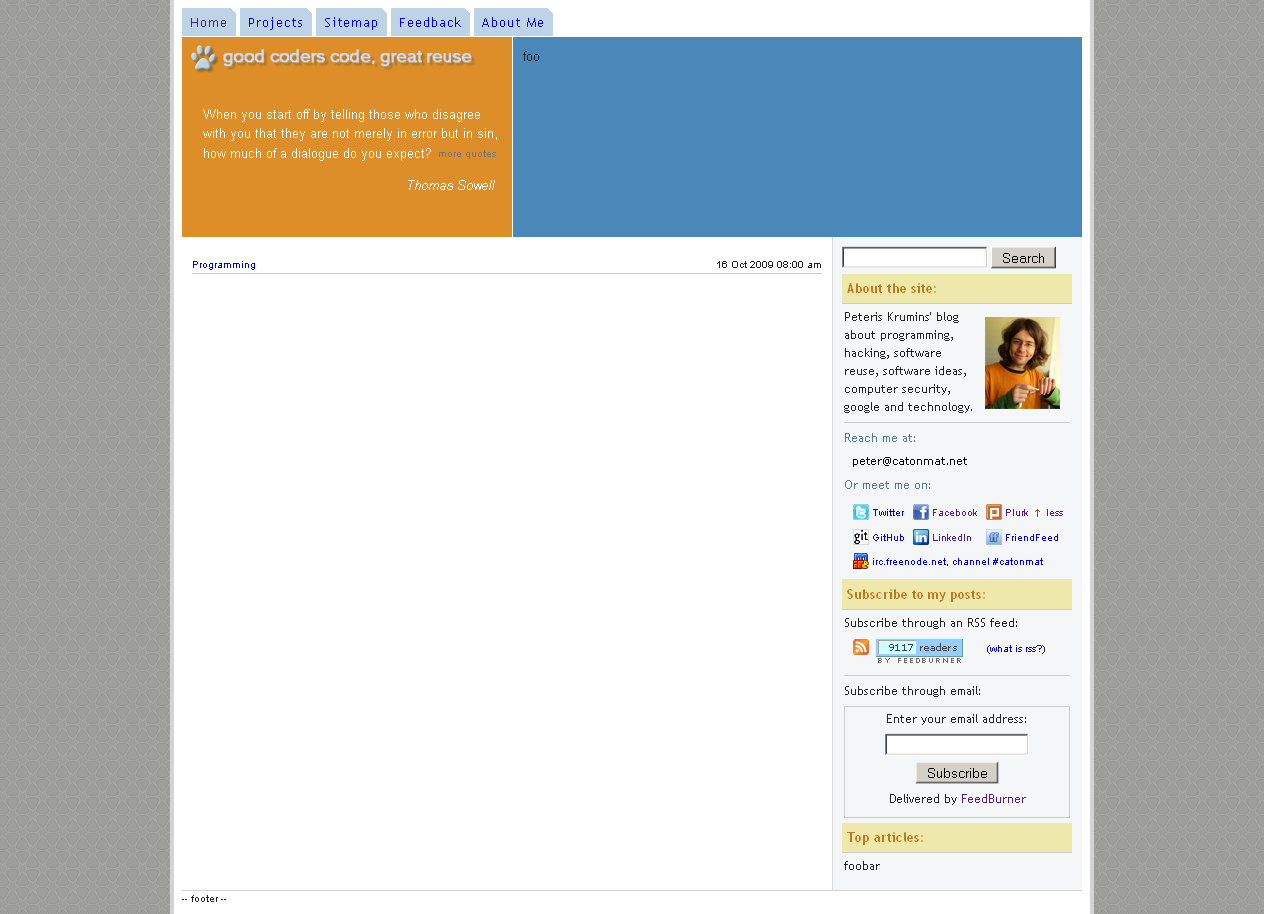 Home Projects Sitemap Feedback About Me
good coders code, great reuse
foo
When you start off by telling those who disagree
with you that they are not merely in error but in sin,
how much of a dialogue do you expect? more quotes
Thomas Sowell
Programming 16 Oct 2009 08:00 am
Search
About the site:
Peteris Krumins' blog
about programming,
hacking, software
reuse, software ideas,
computer security,
google and technology.
Reach me at:
peter@catonmat.net
Or meet me on:
Twitter Facebook Plurk ↑ less
git GitHub in LinkedIn ff FriendFeed
irc.freenode.net, channel #catonmat
Subscribe to my posts:
Subscribe through an RSS feed:
9117 readers (what is rss?)
BY FEEDBURNER
Subscribe through email:
Enter your email address:
Subscribe
Delivered by FeedBurner
Top articles:
foobar
-- footer --